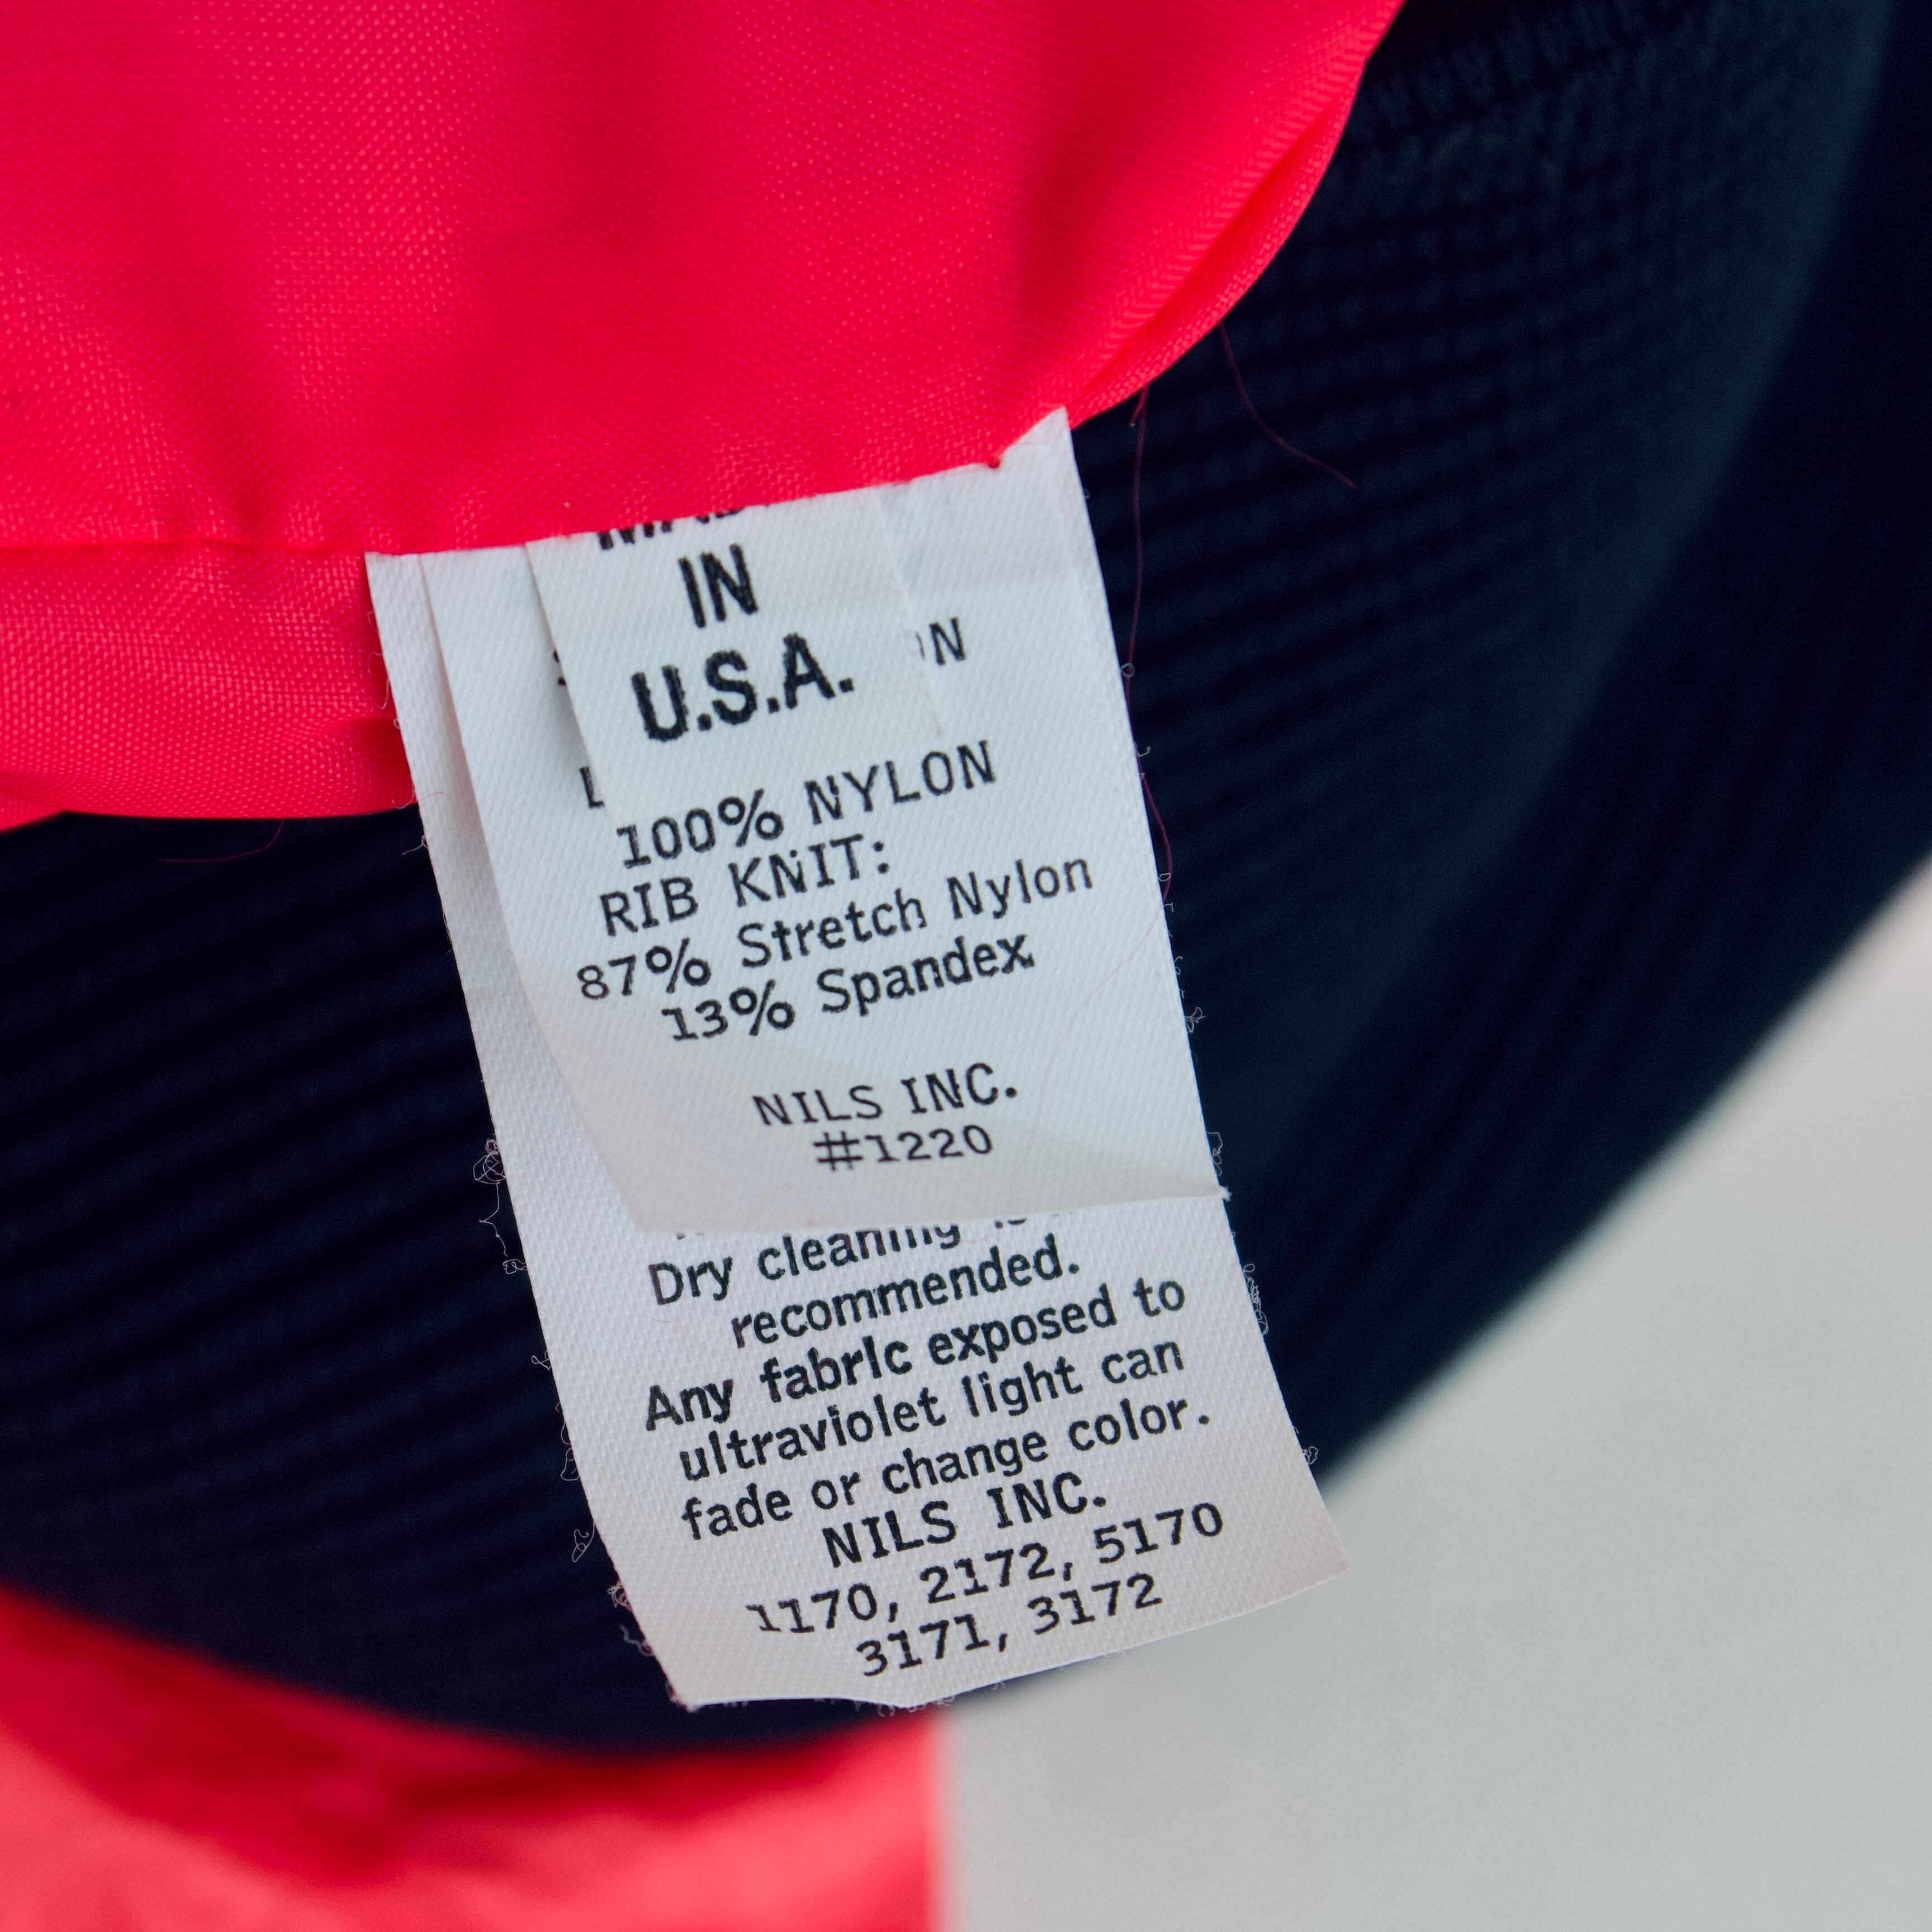 IN
U.S.A.
100% NYLON
RIB KNIT:
87% Stretch Nylon
13% Spandex
NILS INC.
#1220
Dry cleaning
recommended.
Any fabric exposed to
ultraviolet light can
fade or change color.
NILS INC.
1170, 2172, 5170
3171, 3172